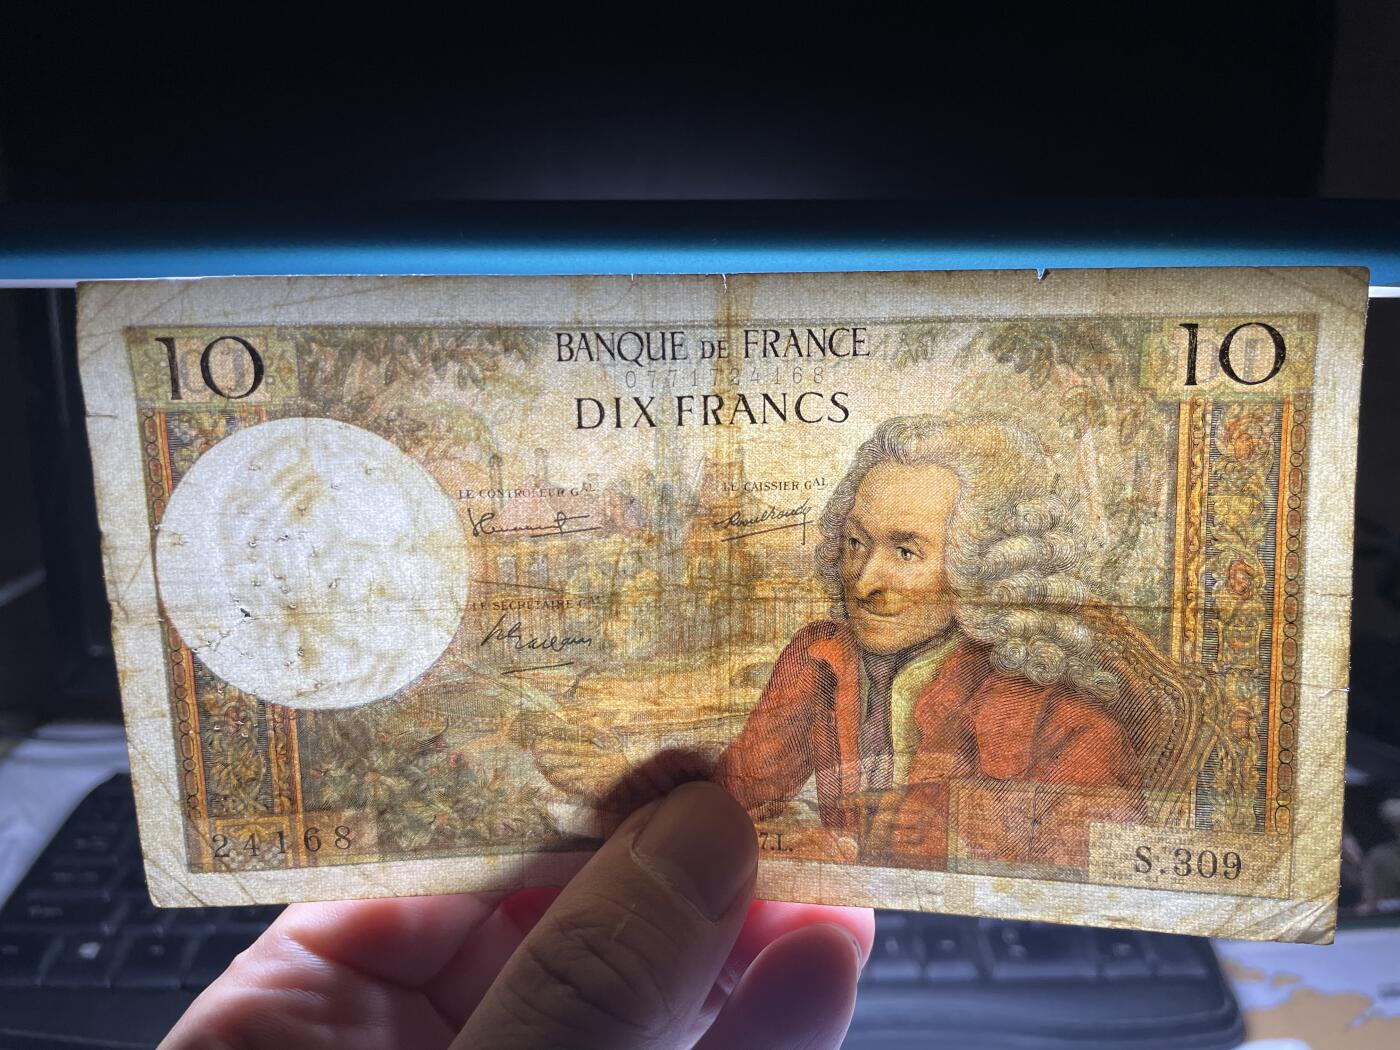 10
BANQUE DE FRANCE
10
0771724168
DIX FRANCS
LE CONTROLEUR GAL
LE CAISSIER GAL
LE SECRETAIRE GAL
24168
7.L.
S.309